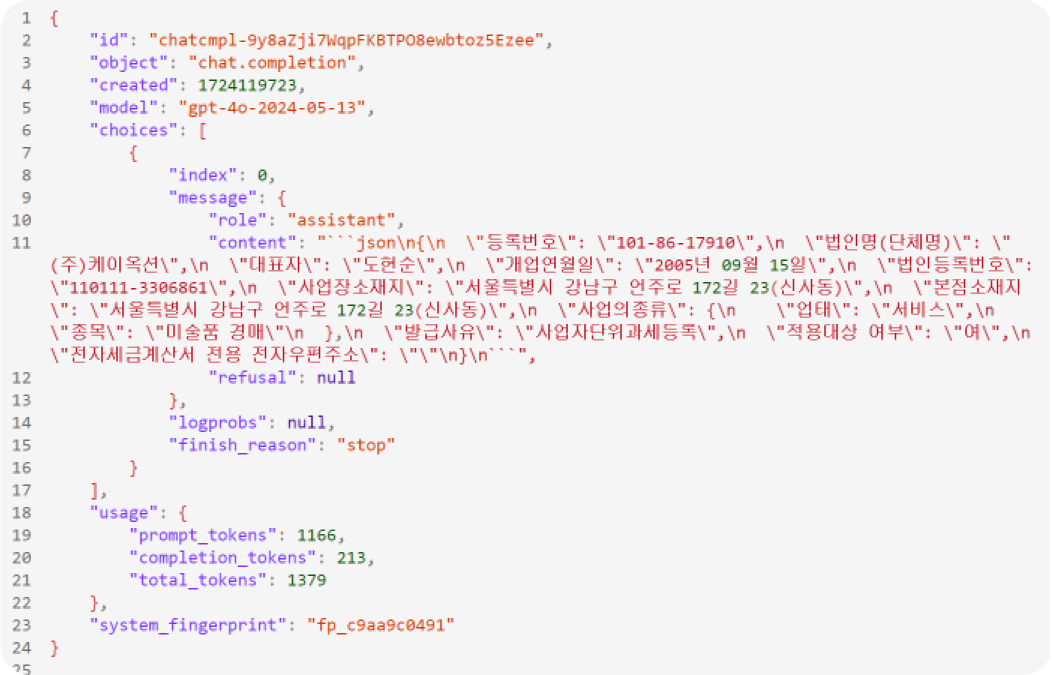 1 {
2 "id": "chatcmpl-9y8aZji7WqpFKBTPO8ewbtoz5Ezee",
3 "object": "chat.completion",
4 "created": 1724119723,
5 "model": "gpt-4o-2024-05-13",
6 "choices": [
7 {
8 "index": 0,
9 "message": {
10 "role": "assistant",
11 "content": "```json\n{\n  \"등록번호\": \"101-86-17910\",\n  \"법인명(단체명)\": \"
(주)케이옥션\",\n  \"대표자\": \"도현순\",\n  \"개업연월일\": \"2005년 09월 15일\",\n  \"법인등록번호\":
\"110111-3306861\",\n  \"사업장소재지\": \"서울특별시 강남구 언주로 172길 23(신사동)\",\n  \"본점소재지
\": \"서울특별시 강남구 언주로 172길 23(신사동)\",\n  \"사업의종류\": {\n    \"업태\": \"서비스\",\n
\"종목\": \"미술품 경매\"\n  },\n  \"발급사유\": \"사업자단위과세등록\",\n  \"적용대상 여부\": \"여\",\n
\"전자세금계산서 전용 전자우편주소\": \"\"\n}\n```",
12 "refusal": null
13 },
14 "logprobs": null,
15 "finish_reason": "stop"
16 }
17 ],
18 "usage": {
19 "prompt_tokens": 1166,
20 "completion_tokens": 213,
21 "total_tokens": 1379
22 },
23 "system_fingerprint": "fp_c9aa9c0491"
24 }
25